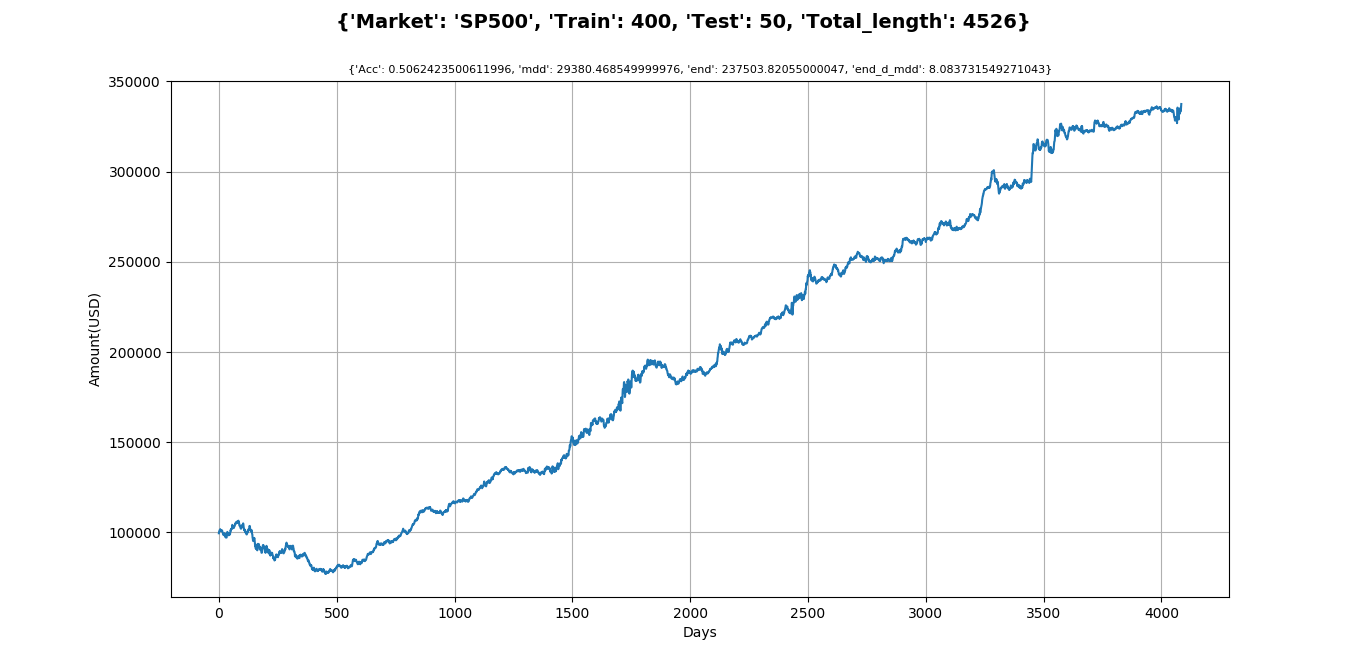 {'Market': 'SP500', 'Train': 400, 'Test': 50, 'Total_length': 4526}
{'Acc': 0.5062423500611996, 'mdd': 29380.468549999976, 'end': 237503.82055000047, 'end_d_mdd': 8.083731549271043}
350000
300000
250000
200000
150000
100000
Amount(USD)
0 500 1000 1500 2000 2500 3000 3500 4000
Days